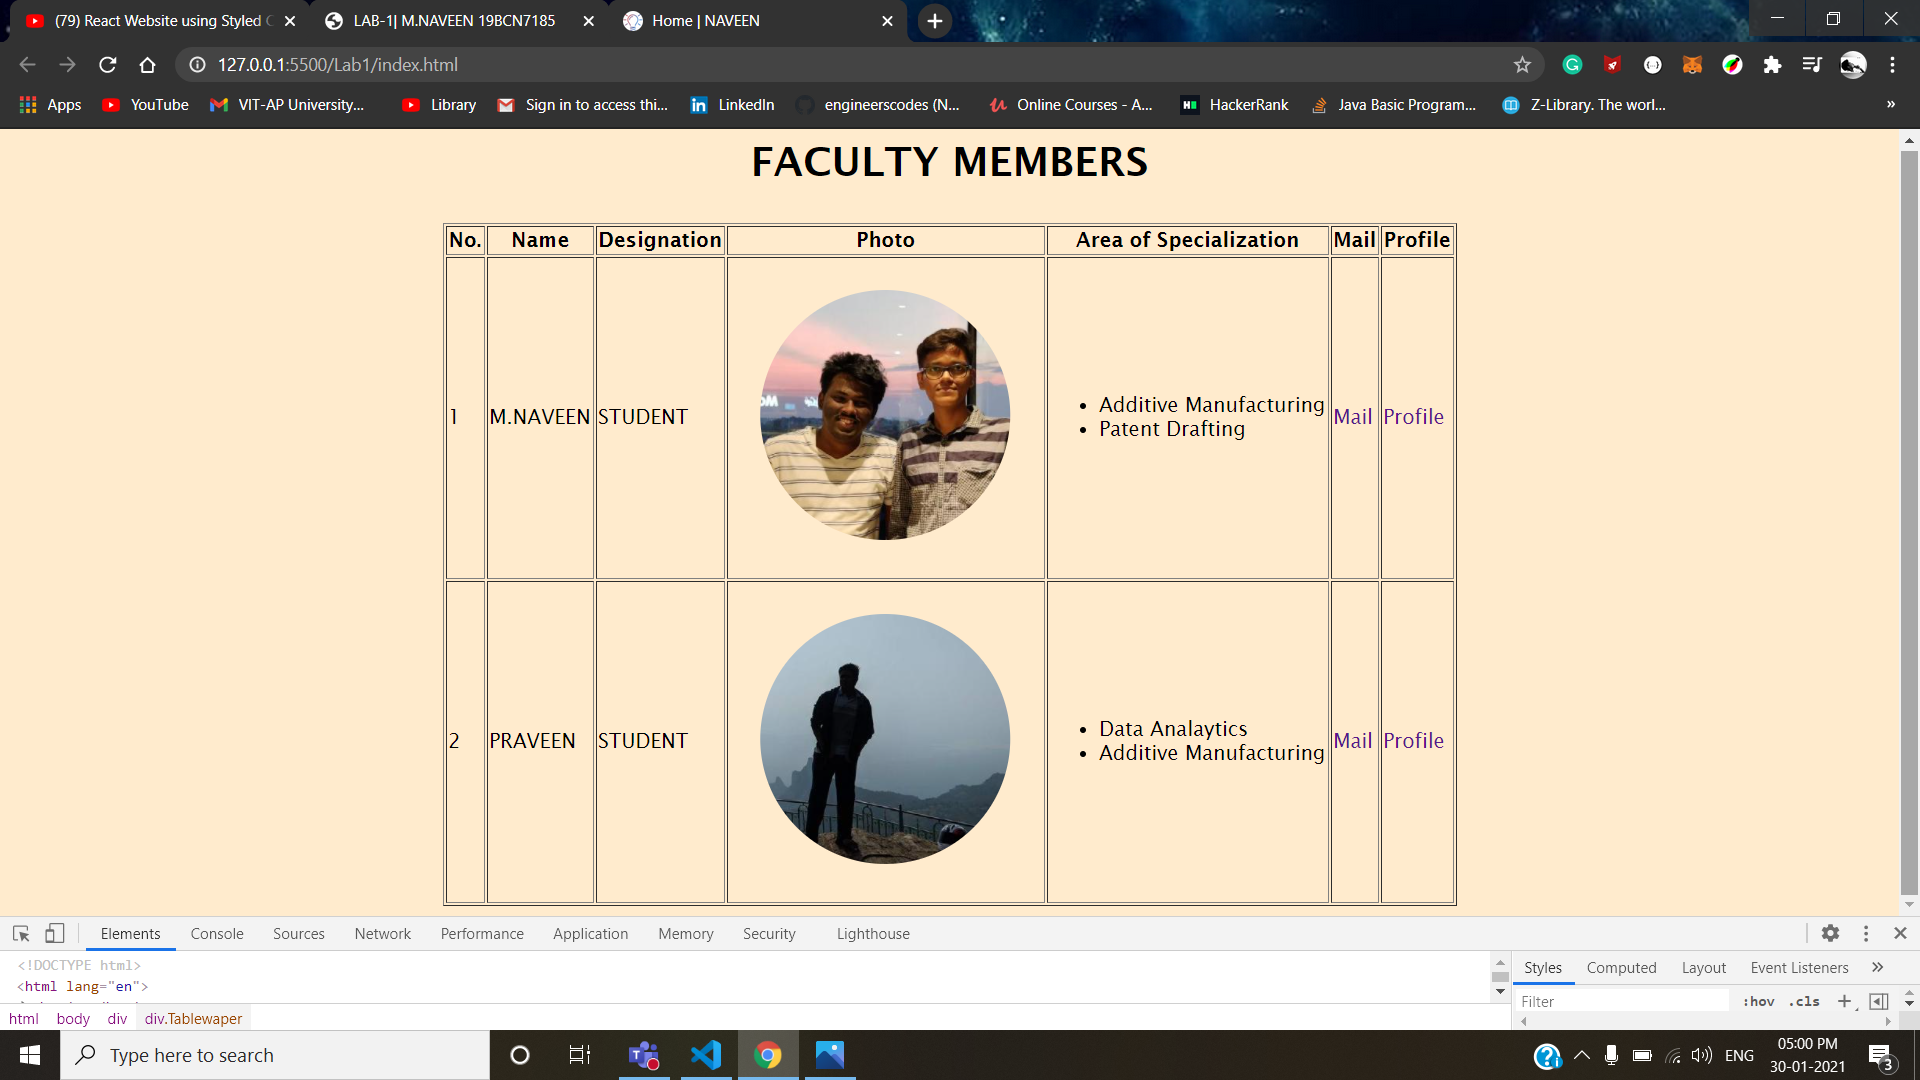 (79) React Website using Styled C
LAB-1| M.NAVEEN 19BCN7185
Home | NAVEEN
127.0.0.1:5500/Lab1/index.html
Apps
YouTube
VIT-AP University...
Library
Sign in to access thi...
LinkedIn
engineerscodes (N...
Online Courses - A...
HackerRank
Java Basic Program...
Z-Library. The worl...
»
FACULTY MEMBERS
No. Name Designation Photo Area of Specialization Mail Profile
1 M.NAVEEN STUDENT
• Additive Manufacturing
• Patent Drafting
Mail Profile
2 PRAVEEN STUDENT
• Data Analaytics
• Additive Manufacturing
Mail Profile
Elements Console Sources Network Performance Application Memory Security Lighthouse
<!DOCTYPE html>
<html lang="en">
html body div div.Tablewaper
Styles Computed Layout Event Listeners »
Filter :hov .cls +
Type here to search
ENG
05:00 PM
30-01-2021
3